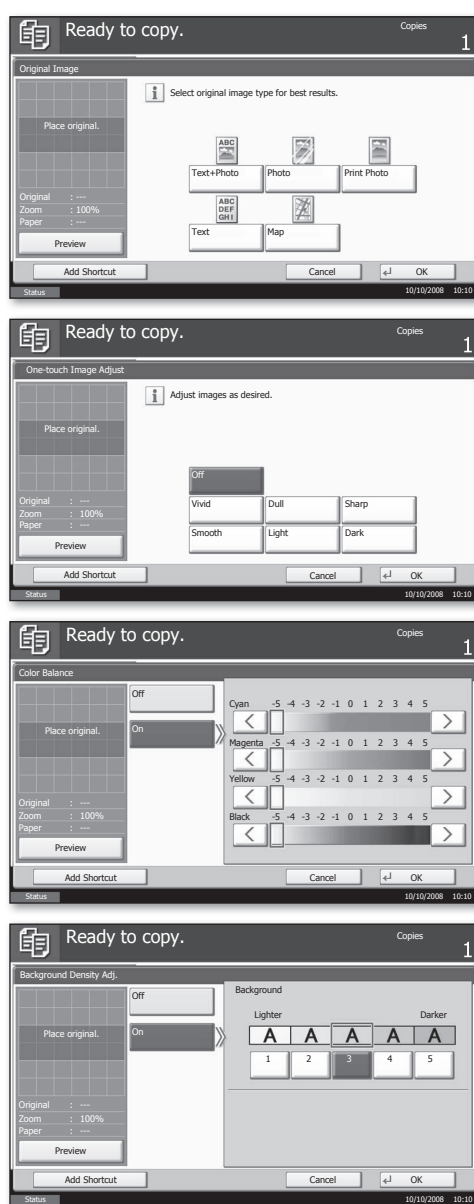 Ready to copy.
Copies
1
Original Image
Select original image type for best results.
Place original.
ABC
Text+Photo
Photo
Print Photo
Original : ---
Zoom : 100%
Paper : ---
ABC
DEF
GHI
Text
Map
Preview
Add Shortcut
Cancel
OK
Status
10/10/2008 10:10
Ready to copy.
Copies
1
One-touch Image Adjust
Adjust images as desired.
Place original.
Off
Original : ---
Zoom : 100%
Paper : ---
Vivid
Dull
Sharp
Smooth
Light
Dark
Preview
Add Shortcut
Cancel
OK
Status
10/10/2008 10:10
Ready to copy.
Copies
1
Color Balance
Off
On
Place original.
Cyan -5 -4 -3 -2 -1 0 1 2 3 4 5
Magenta -5 -4 -3 -2 -1 0 1 2 3 4 5
Yellow -5 -4 -3 -2 -1 0 1 2 3 4 5
Black -5 -4 -3 -2 -1 0 1 2 3 4 5
Original : ---
Zoom : 100%
Paper : ---
Preview
Add Shortcut
Cancel
OK
Status
10/10/2008 10:10
Ready to copy.
Copies
1
Background Density Adj.
Off
On
Place original.
Background
Lighter
Darker
A A A A A
1 2 3 4 5
Original : ---
Zoom : 100%
Paper : ---
Preview
Add Shortcut
Cancel
OK
Status
10/10/2008 10:10